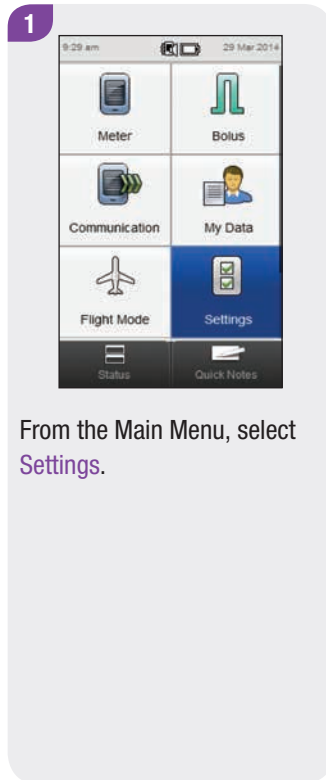 1
9:29 am 29 Mar 2014
Meter Bolus
Communication My Data
Flight Mode Settings
Status Quick Notes
From the Main Menu, select
Settings.